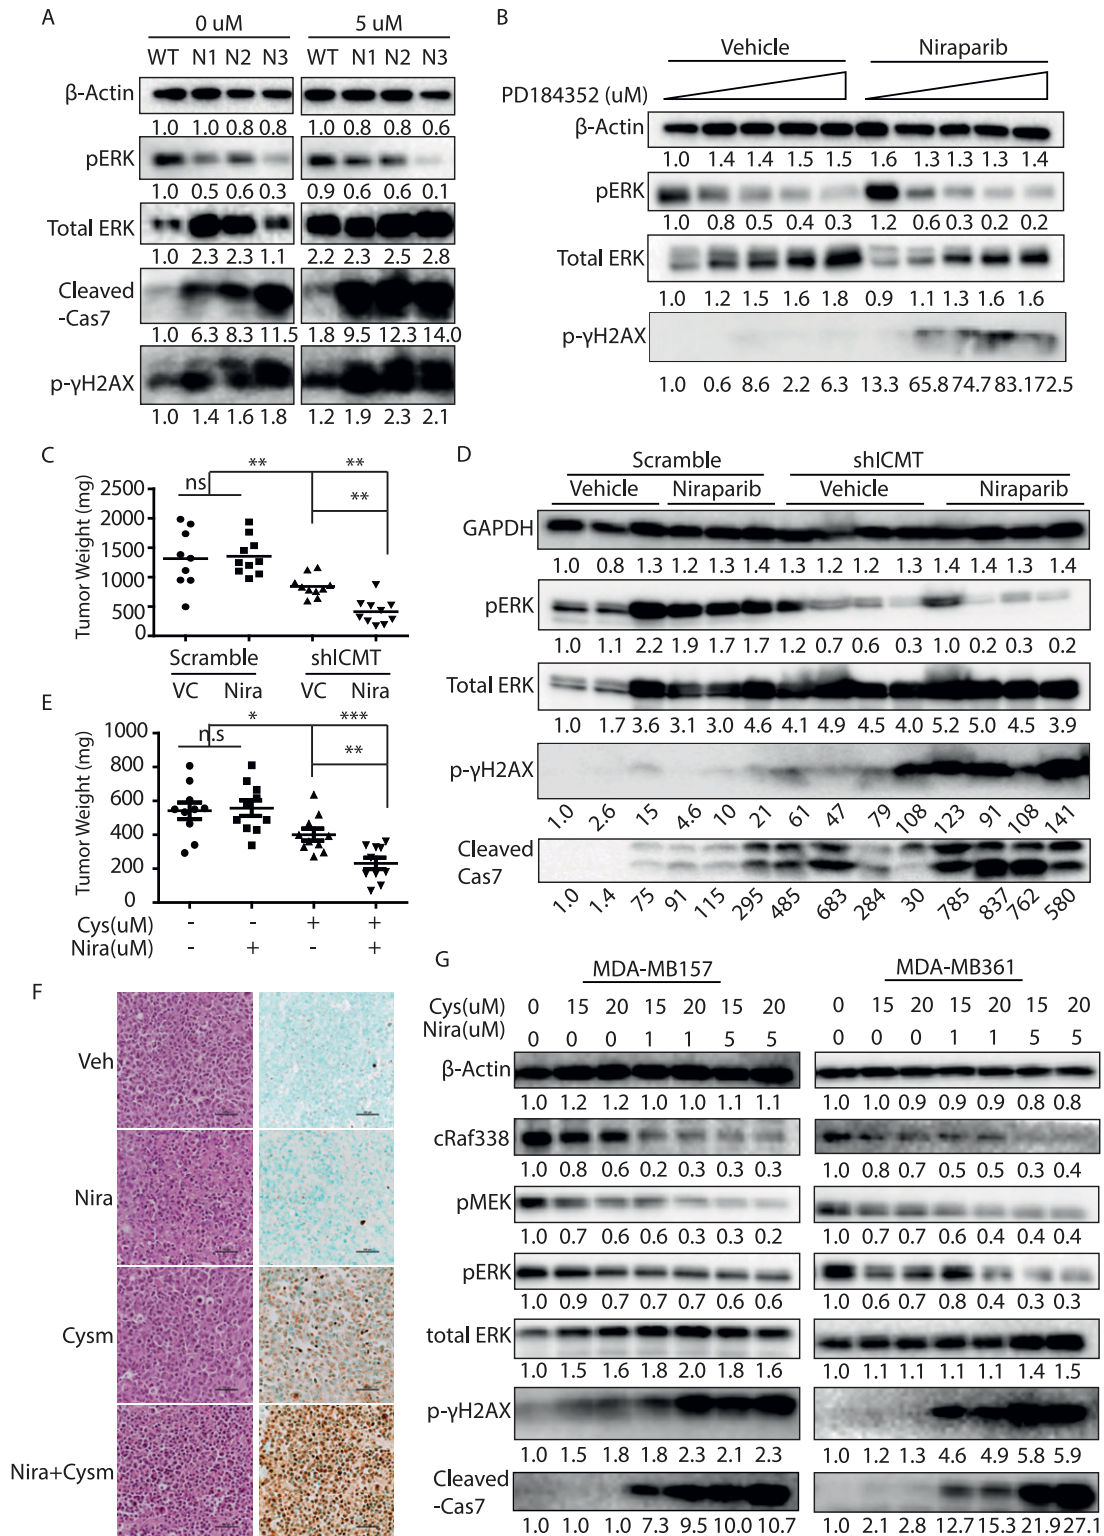 A
0 uM 5 uM
WT N1 N2 N3 WT N1 N2 N3
β-Actin
1.0 1.0 0.8 0.8 1.0 0.8 0.8 0.6
pERK
1.0 0.5 0.6 0.3 0.9 0.6 0.6 0.1
Total ERK
1.0 2.3 2.3 1.1 2.2 2.3 2.5 2.8
Cleaved
-Cas7
1.0 6.3 8.3 11.5 1.8 9.5 12.3 14.0
p-γH2AX
1.0 1.4 1.6 1.8 1.2 1.9 2.3 2.1
B
Vehicle Niraparib
PD184352 (uM)
β-Actin
1.0 1.4 1.4 1.5 1.5 1.6 1.3 1.3 1.3 1.4
pERK
1.0 0.8 0.5 0.4 0.3 1.2 0.6 0.3 0.2 0.2
Total ERK
1.0 1.2 1.5 1.6 1.8 0.9 1.1 1.3 1.6 1.6
p-γH2AX
1.0 0.6 8.6 2.2 6.3 13.3 65.8 74.7 83.1 72.5
C
** **
ns **
Tumor Weight (mg)
2500
2000
1500
1000
500
0
Scramble shICMT
VC Nira VC Nira
D
Scramble shICMT
Vehicle Niraparib Vehicle Niraparib
GAPDH
1.0 0.8 1.3 1.2 1.3 1.4 1.3 1.2 1.3 1.2 1.4 1.4 1.3 1.4
pERK
1.0 1.1 2.2 1.9 1.7 1.7 1.2 0.7 0.6 0.3 1.0 0.2 0.3 0.2
Total ERK
1.0 1.7 3.6 3.1 3.0 4.6 4.1 4.9 4.5 4.0 5.2 5.0 4.5 3.9
p-γH2AX
1.0 2.6 15 4.6 10 21 61 47 79 108 123 91 108 141
Cleaved
Cas7
1.0 1.4 75 91 115 295 485 683 284 30 785 837 762 580
E
* ***
n.s **
Tumor Weight (mg)
1000
800
600
400
200
0
Cys(uM) - - + +
Nira(uM) - + - +
F
Veh
Nira
Cysm
Nira+Cysm
G
MDA-MB157 MDA-MB361
Cys(uM) 0 15 20 15 20 15 20 0 15 20 15 20 15 20
Nira(uM) 0 0 0 1 1 5 5 0 0 0 1 1 5 5
β-Actin
1.0 1.2 1.2 1.0 1.0 1.1 1.1 1.0 1.0 0.9 0.9 0.9 0.8 0.8
cRaf338
1.0 0.8 0.6 0.2 0.3 0.3 0.3 1.0 0.8 0.7 0.5 0.5 0.3 0.4
pMEK
1.0 0.7 0.6 0.6 0.3 0.3 0.2 1.0 0.7 0.7 0.6 0.4 0.4 0.4
pERK
1.0 0.9 0.7 0.7 0.7 0.6 0.6 1.0 0.6 0.7 0.8 0.4 0.3 0.3
total ERK
1.0 1.5 1.6 1.8 2.0 1.8 1.6 1.0 1.1 1.1 1.1 1.1 1.4 1.5
p-γH2AX
1.0 1.5 1.8 1.8 2.3 2.1 2.3 1.0 1.2 1.3 4.6 4.9 5.8 5.9
Cleaved
-Cas7
1.0 1.0 1.0 7.3 9.5 10.0 10.7 1.0 2.1 2.8 12.7 15.3 21.9 27.1